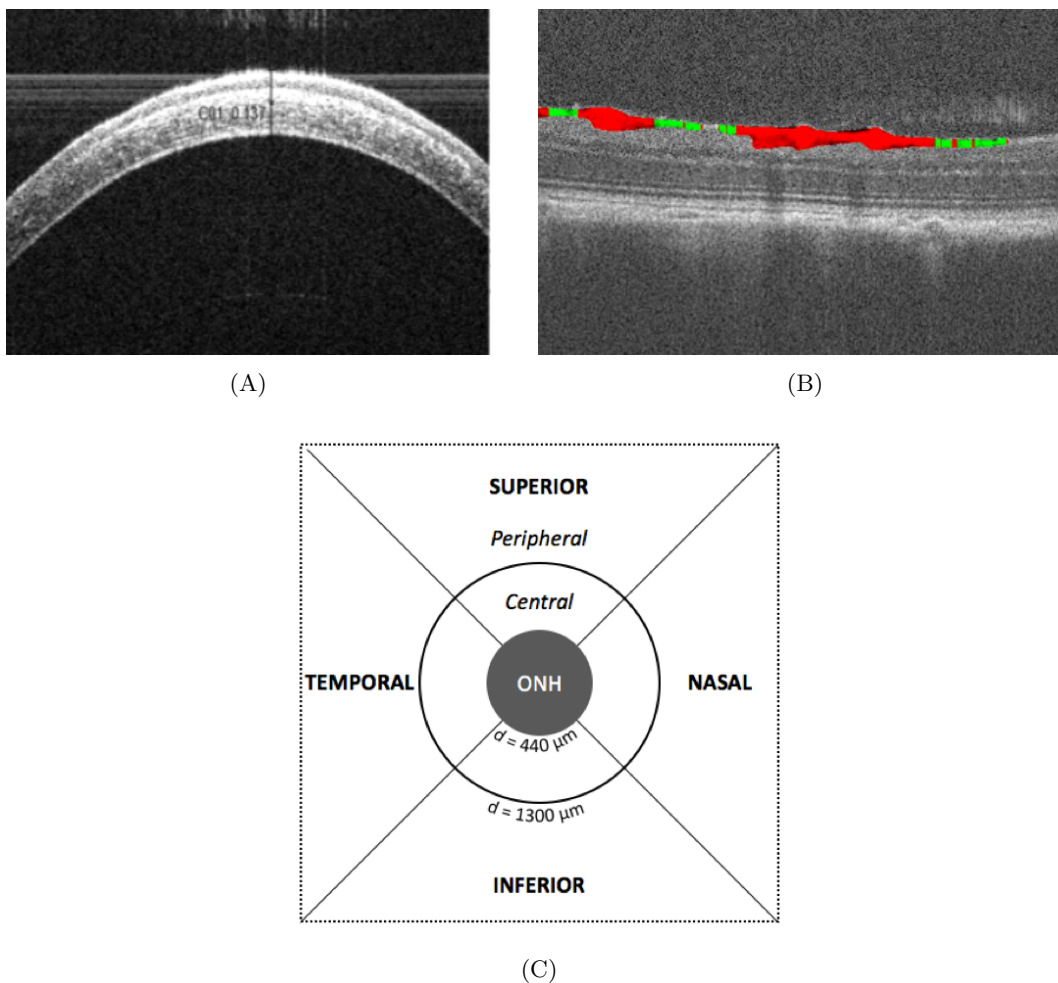 C01 0.137
(A)
(B)
SUPERIOR
Peripheral
Central
TEMPORAL
ONH
NASAL
d = 440 µm
d = 1300 µm
INFERIOR
(C)